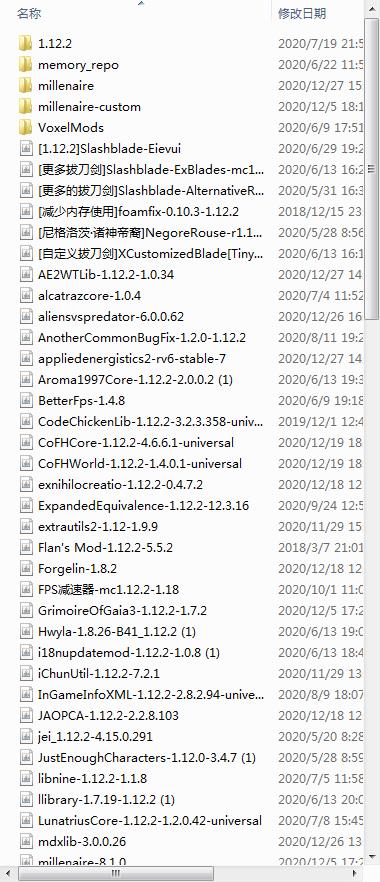 名称 修改日期
1.12.2 2020/7/19 21:5
memory_repo 2020/6/22 11:5
millenaire 2020/12/27 15
millenaire-custom 2020/12/5 18:1
VoxelMods 2020/6/9 17:51
[1.12.2]Slashblade-Eievui 2020/6/29 19:2
[更多拔刀剑]Slashblade-ExBlades-mc1... 2020/6/13 16:2
[更多的拔刀剑]Slashblade-AlternativeR... 2020/5/31 16:3
[减少内存使用]foamfix-0.10.3-1.12.2 2018/12/15 23
[尼格洛茨·诸神帝裔]NegoreRouse-r1.1... 2020/5/28 8:56
[自定义拔刀剑]XCustomizedBlade[Tiny... 2020/6/13 16:1
AE2WTLib-1.12.2-1.0.34 2020/12/27 14
alcatrazcore-1.0.4 2020/7/4 11:52
aliensvspredator-6.0.0.62 2020/12/26 16
AnotherCommonBugFix-1.2.0-1.12.2 2020/8/11 19:2
appliedenergistics2-rv6-stable-7 2020/12/27 14
Aroma1997Core-1.12.2-2.0.0.2 (1) 2020/6/13 19:3
BetterFps-1.4.8 2020/6/9 19:18
CodeChickenLib-1.12.2-3.2.3.358-univ... 2019/12/1 12:4
CoFHCore-1.12.2-4.6.6.1-universal 2020/12/19 18
CoFHWorld-1.12.2-1.4.0.1-universal 2020/12/19 18
exnihilocreatio-1.12.2-0.4.7.2 2020/12/18 12
ExpandedEquivalence-1.12.2-12.3.16 2020/9/24 12:5
extrautils2-1.12-1.9.9 2020/11/29 15
Flan's Mod-1.12.2-5.5.2 2018/3/7 21:01
Forgelin-1.8.2 2020/12/18 12
FPS减速器-mc1.12.2-1.18 2020/10/1 11:0
GrimoireOfGaia3-1.12.2-1.7.2 2020/12/5 17:2
Hwyla-1.8.26-B41_1.12.2 (1) 2020/6/13 19:0
i18nupdatemod-1.12.2-1.0.8 (1) 2020/6/13 18:4
iChunUtil-1.12.2-7.2.1 2020/11/29 13
InGameInfoXML-1.12.2-2.8.2.94-unive... 2020/8/9 18:07
JAOPCA-1.12.2-2.2.8.103 2020/12/18 12
jei_1.12.2-4.15.0.291 2020/5/20 8:28
JustEnoughCharacters-1.12.0-3.4.7 (1) 2020/5/28 8:59
libnine-1.12.2-1.1.8 2020/7/5 11:58
llibrary-1.7.19-1.12.2 (1) 2020/6/13 20:0
LunatriusCore-1.12.2-1.2.0.42-universal 2020/7/8 15:45
mdxlib-3.0.0.26 2020/12/26 13
millenaire-8.1.0 2020/12/5 17:2